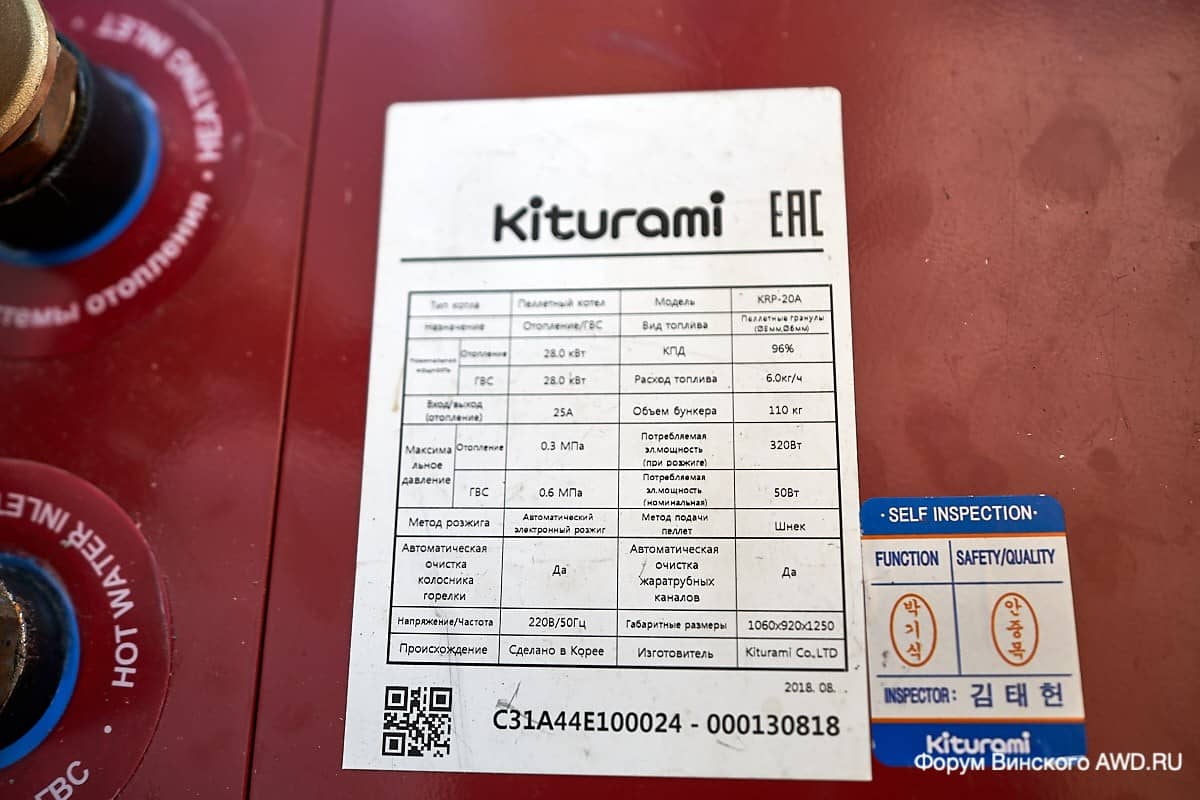 HEATING INLET •
системы отопления
HOT WATER INLET
ГВС
Kiturami EAC
Тип котла Пеллетный котел Модель KRP-20A
Назначение Отопление/ГВС Вид топлива Пеллетные гранулы
(Ø8мм,Ø6мм)
Номинальная
мощность
Отопление 28.0 кВт КПД 96%
ГВС 28.0 кВт Расход топлива 6.0кг/ч
Вход/выход
(отопление)
25A Объем бункера 110 кг
Максима
льное
давление
Отопление 0.3 МПа
Потребляемая
эл.мощность
(при розжиге)
320Вт
ГВС 0.6 МПа
Потребляемая
эл.мощность
(номинальная)
50Вт
Метод розжига
Автоматический
электронный розжиг
Метод подачи
пеллет
Шнек
Автоматическая
очистка
колосника
горелки
Да
Автоматическая
очистка
жаратрубных
каналов
Да
Напряжение/Частота 220В/50Гц Габаритные размеры 1060x920x1250
Происхождение Сделано в Корее Изготовитель Kiturami Co.,LTD
2018. 08.
C31A44E100024 - 000130818
·SELF INSPECTION·
FUNCTION SAFETY/QUALITY
박기식 안중목
INSPECTOR: 김 태 헌
Kiturami
Форум Винского AWD.RU